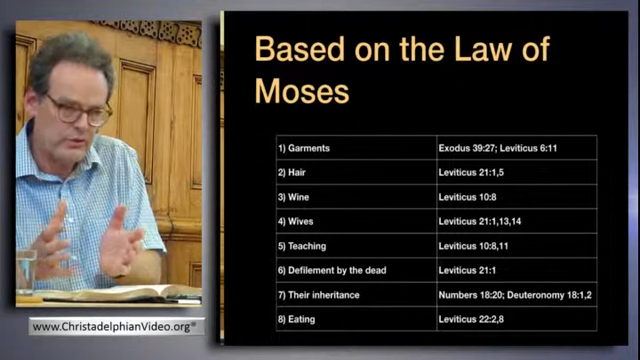 Based on the Law of
Moses
1) Garments Exodus 39:27; Leviticus 6:11
2) Hair Leviticus 21:1,5
3) Wine Leviticus 10:8
4) Wives Leviticus 21:1,13,14
5) Teaching Leviticus 10:8,11
6) Defilement by the dead Leviticus 21:1
7) Their inheritance Numbers 18:20; Deuteronomy 18:1,2
8) Eating Leviticus 22:2,8
www.ChristadelphianVideo.org®